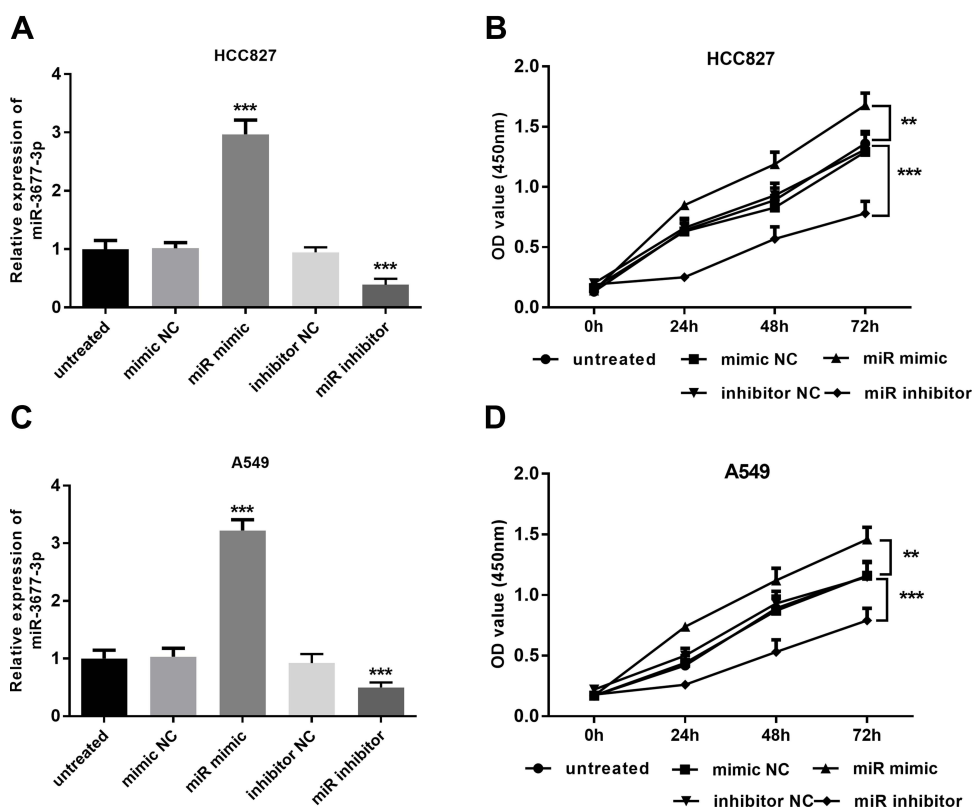 A
HCC827
Relative expression of
miR-3677-3p
4
3
2
1
0
***
***
untreated
mimic NC
miR mimic
inhibitor NC
miR inhibitor
B
HCC827
OD value (450nm)
2.0
1.5
1.0
0.5
0.0
**
***
0h 24h 48h 72h
untreated mimic NC miR mimic
inhibitor NC miR inhibitor
C
A549
Relative expression of
miR-3677-3p
4
3
2
1
0
***
***
untreated
mimic NC
miR mimic
inhibitor NC
miR inhibitor
D
A549
OD value (450nm)
2.0
1.5
1.0
0.5
0.0
**
***
0h 24h 48h 72h
untreated mimic NC miR mimic
inhibitor NC miR inhibitor